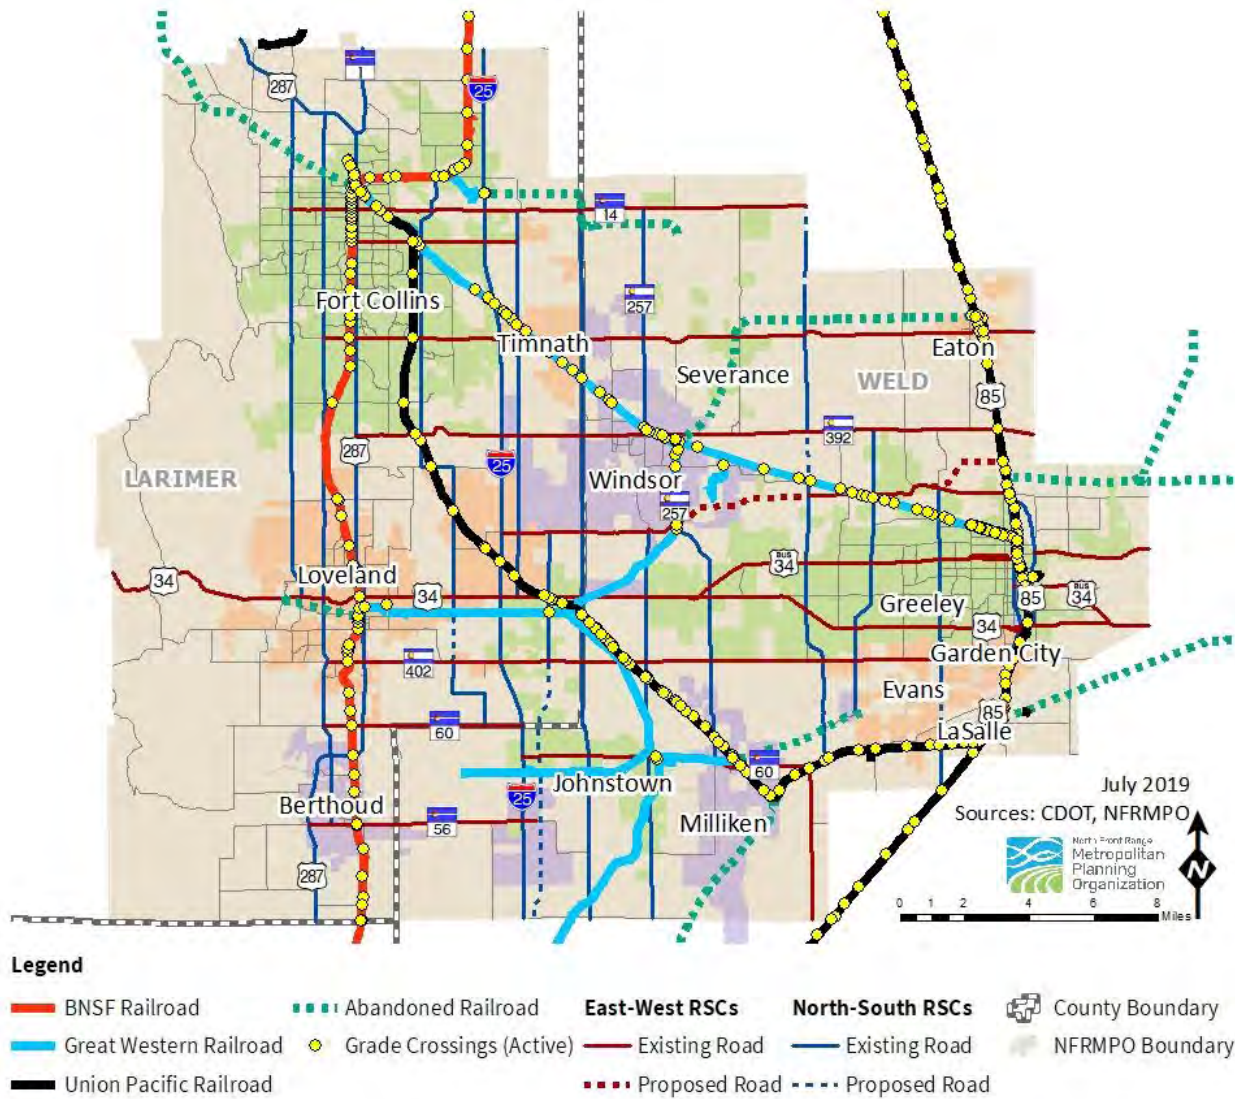 287
1
25
14
Fort Collins
257
Timnath
Eaton
Severance
WELD
85
392
287
25
LARIMER
Windsor
257
34
BUS
34
Loveland
34
Greeley
85
BUS
34
34
Garden City
402
Evans
85
60
LaSalle
60
Johnstown
July 2019
25
Berthoud
Sources: CDOT, NFRMPO
56
Milliken
North Front Range
Metropolitan
Planning
Organization
N
287
0 1 2 4 6 8
Miles
Legend
BNSF Railroad
Abandoned Railroad
East-West RSCs
North-South RSCs
County Boundary
Great Western Railroad
Grade Crossings (Active)
Existing Road
Existing Road
NFRMPO Boundary
Union Pacific Railroad
Proposed Road
Proposed Road